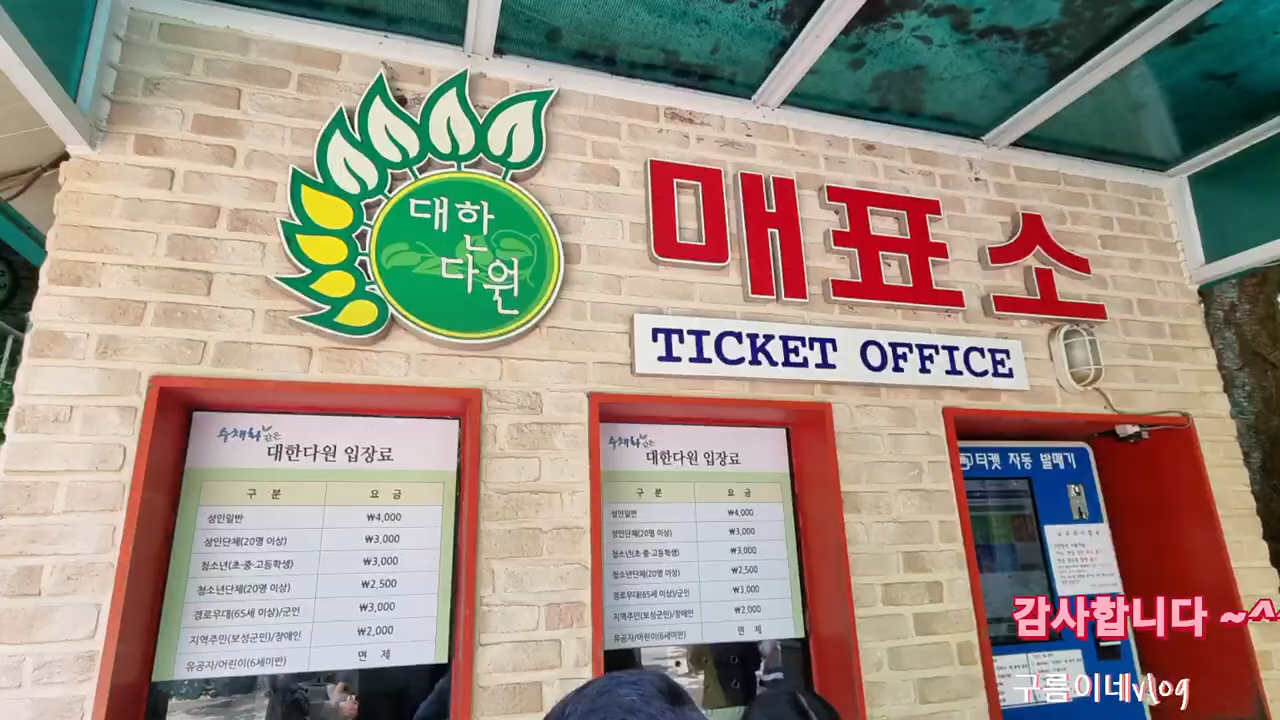 대한
다원
매표소
TICKET OFFICE
수채화 같은
대한다원 입장료
구 분 요 금
성인일반 ₩4,000
성인단체(20명 이상) ₩3,000
청소년(초·중·고등학생) ₩3,000
청소년단체(20명 이상) ₩2,500
경로우대(65세 이상)/군인 ₩3,000
지역주민(보성군민)/장애인 ₩2,000
유공자/어린이(6세미만) 면 제
수채화 같은
대한다원 입장료
구 분 요 금
성인일반 ₩4,000
성인단체(20명 이상) ₩3,000
청소년(초·중·고등학생) ₩3,000
청소년단체(20명 이상) ₩2,500
경로우대(65세 이상)/군인 ₩3,000
지역주민(보성군민)/장애인 ₩2,000
유공자/어린이(6세미만) 면 제
티켓 자동 발매기
감사합니다 ~^^
구름이네vlog